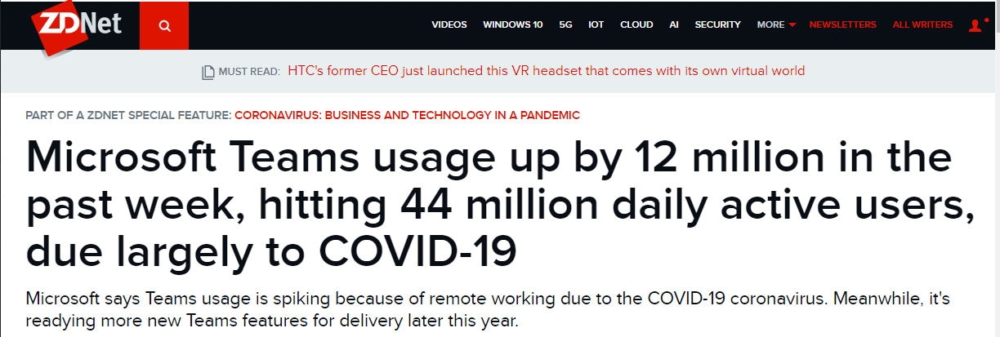 ZDNet
VIDEOS WINDOWS 10 5G IOT CLOUD AI SECURITY MORE NEWSLETTERS ALL WRITERS
MUST READ: HTC's former CEO just launched this VR headset that comes with its own virtual world
PART OF A ZDNET SPECIAL FEATURE: CORONAVIRUS: BUSINESS AND TECHNOLOGY IN A PANDEMIC
Microsoft Teams usage up by 12 million in the
past week, hitting 44 million daily active users,
due largely to COVID-19
Microsoft says Teams usage is spiking because of remote working due to the COVID-19 coronavirus. Meanwhile, it's
readying more new Teams features for delivery later this year.